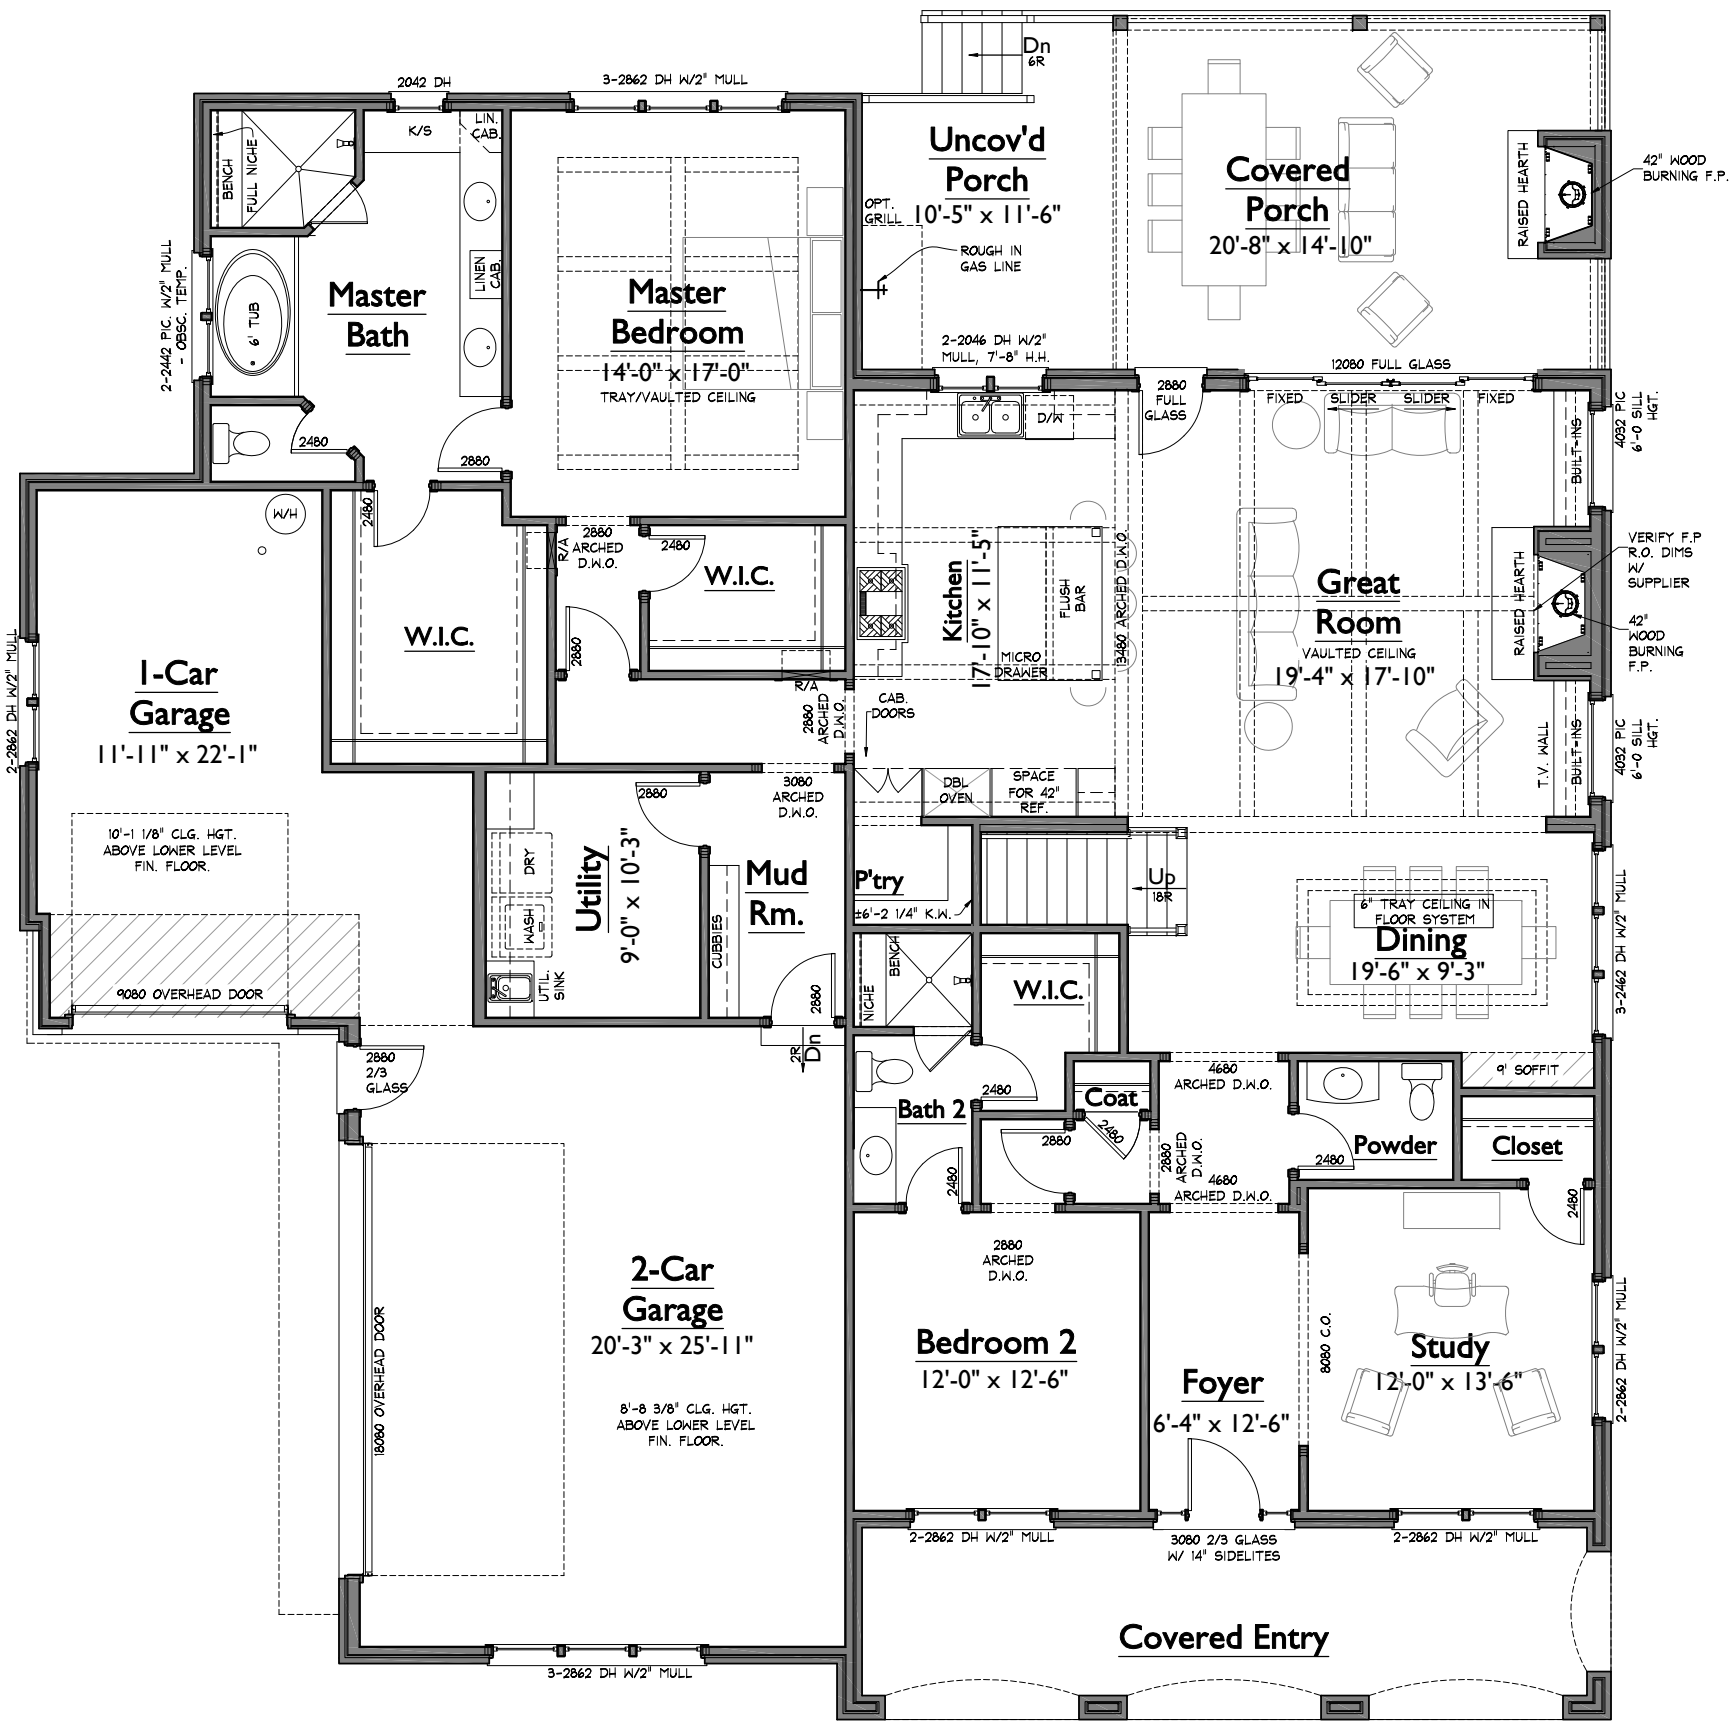 Dn
6R
2042 DH
3-2862 DH W/2" MULL
K/S
LIN.
CAB.
BENCH
FULL NICHE
Uncov'd
Porch
10'-5" x 11'-6"
OPT.
GRILL
ROUGH IN
GAS LINE
Covered
Porch
20'-8" x 14'-10"
RAISED HEARTH
42" WOOD
BURNING F.P.
2-2442 PIC. W/2" MULL
- OBSC. TEMP.
6' TUB
Master
Bath
LINEN
CAB.
Master
Bedroom
14'-0" x 17'-0"
TRAY/VAULTED CEILING
2-2046 DH W/2"
MULL, 7'-8" H.H.
12080 FULL GLASS
2880
FULL
GLASS
FIXED
SLIDER
SLIDER
FIXED
D/W
4032 PIC
6'-0 SILL
HGT.
BUILT-INS
2480
2880
W/H
2480
R/A
2880
ARCHED
D.W.O.
2480
W.I.C.
W.I.C.
2880
Kitchen
17'-10" x 11'-5"
FLUSH
BAR
MICRO
DRAWER
3480 ARCHED D.W.O.
Great
Room
VAULTED CEILING
19'-4" x 17'-10"
RAISED HEARTH
VERIFY F.P
R.O. DIMS
W/
SUPPLIER
42"
WOOD
BURNING
F.P.
2-2862 DH W/2" MULL
1-Car
Garage
11'-11" x 22'-1"
R/A
2880
ARCHED
D.W.O.
CAB.
DOORS
T.V. WALL
BUILT-INS
4032 PIC
6'-0 SILL
HGT.
10'-1 1/8" CLG. HGT.
ABOVE LOWER LEVEL
FIN. FLOOR.
2880
3080
ARCHED
D.W.O.
DBL
OVEN
SPACE
FOR 42"
REF.
DRY
WASH
UTIL.
SINK
Utility
9'-0" x 10'-3"
Mud
Rm.
CUBBIES
2880
P'try
±6'-2 1/4" K.W.
Up
18R
6" TRAY CEILING IN
FLOOR SYSTEM
Dining
19'-6" x 9'-3"
3-2462 DH W/2" MULL
9080 OVERHEAD DOOR
BENCH
NICHE
W.I.C.
2R
Dn
2880
2/3
GLASS
2480
Bath 2
2480
Coat
2480
2880
4680
ARCHED D.W.O.
2880
ARCHED
D.W.O.
4680
ARCHED D.W.O.
9' SOFFIT
Powder
2480
Closet
2480
2880
ARCHED
D.W.O.
2-Car
Garage
20'-3" x 25'-11"
18080 OVERHEAD DOOR
8'-8 3/8" CLG. HGT.
ABOVE LOWER LEVEL
FIN. FLOOR.
Bedroom 2
12'-0" x 12'-6"
Foyer
6'-4" x 12'-6"
8080 C.O.
Study
12'-0" x 13'-6"
2-2862 DH W/2" MULL
2-2862 DH W/2" MULL
3080 2/3 GLASS
W/ 14" SIDELITES
2-2862 DH W/2" MULL
Covered Entry
3-2862 DH W/2" MULL